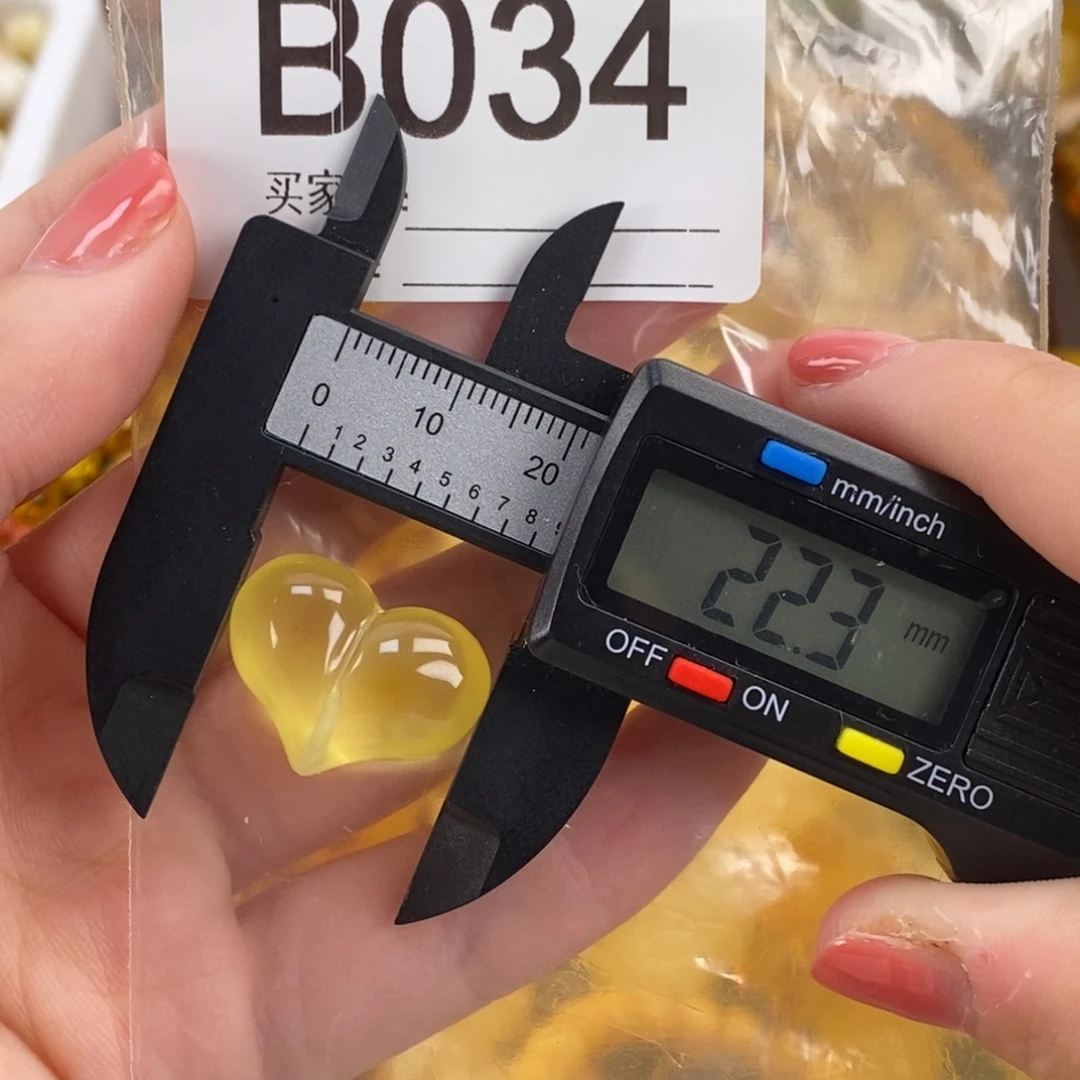 B034
买家
0 10 20
1 2 3 4 5 6 7 8
mm/inch
22.3 mm
OFF ON
ZERO